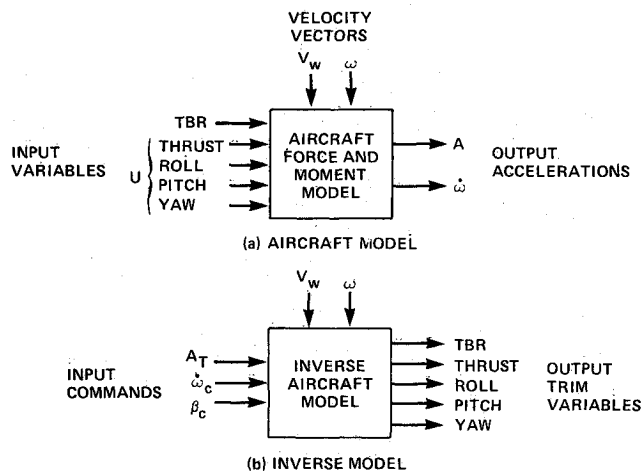 VELOCITY
VECTORS
V_w ω
TBR
THRUST
ROLL
PITCH
YAW
INPUT
VARIABLES
U
AIRCRAFT
FORCE AND
MOMENT
MODEL
A
ω̇
OUTPUT
ACCELERATIONS
(a) AIRCRAFT MODEL
V_w ω
INPUT
COMMANDS
A_T
ω̇_c
β_c
INVERSE
AIRCRAFT
MODEL
TBR
THRUST
ROLL
PITCH
YAW
OUTPUT
TRIM
VARIABLES
(b) INVERSE MODEL